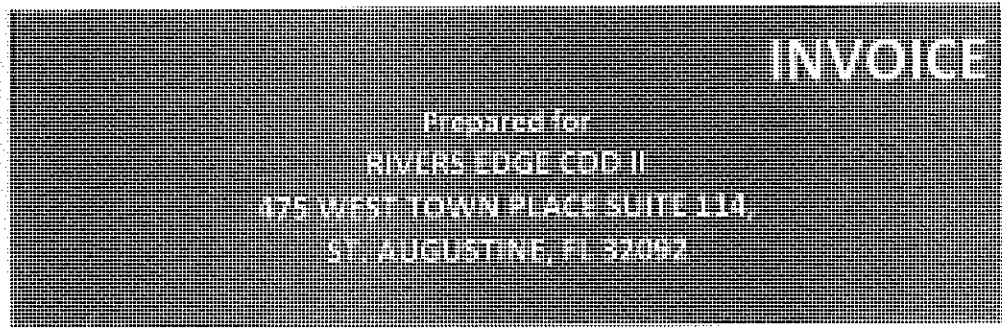 INVOICE
Prepared for
RIVERS EDGE CDD II
475 WEST TOWN PLACE SUITE 114,
ST. AUGUSTINE, FL 32092